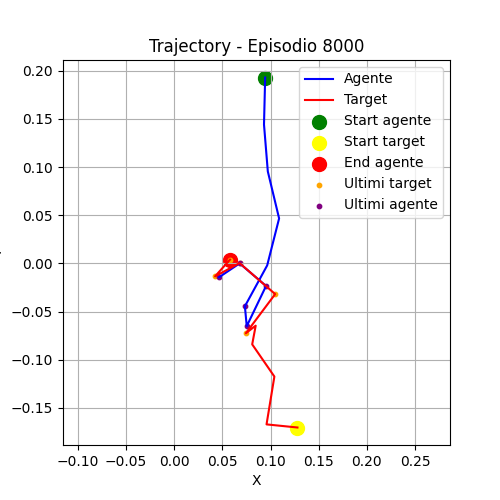 Trajectory - Episodio 8000
0.20
0.15
0.10
0.05
0.00
−0.05
−0.10
−0.15
Agente
Target
Start agente
Start target
End agente
Ultimi target
Ultimi agente
−0.10 −0.05 0.00 0.05 0.10 0.15 0.20 0.25
X